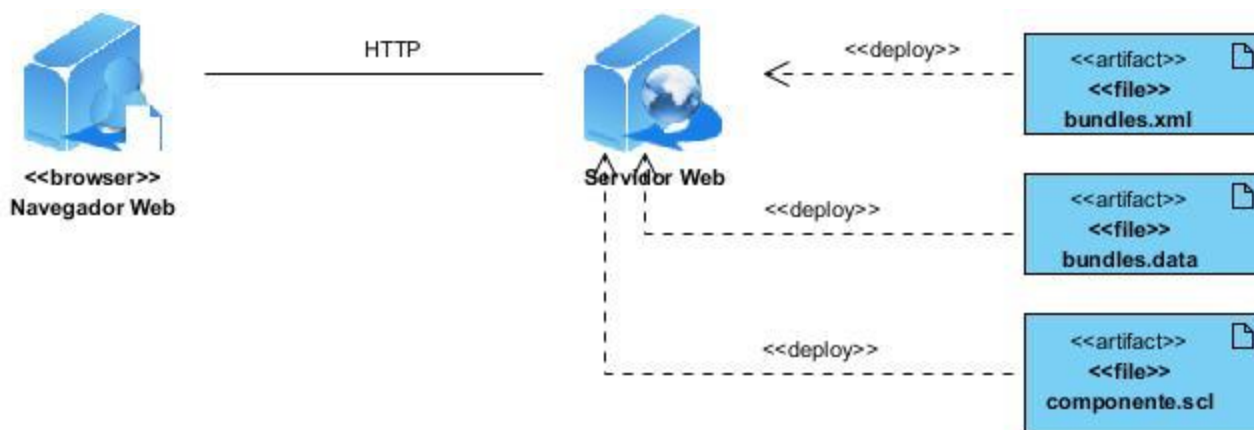 HTTP
<<browser>>
Navegador Web
Servidor Web
<<deploy>>
<<artifact>>
<<file>>
bundles.xml
<<deploy>>
<<artifact>>
<<file>>
bundles.data
<<deploy>>
<<artifact>>
<<file>>
componente.scl